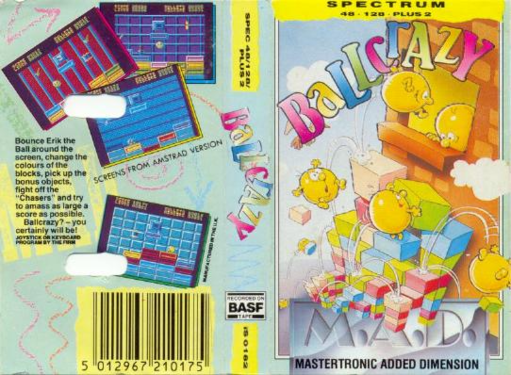 SCREENS FROM AMSTRAD VERSION
Bounce Erik the
Ball around the
screen, change the
colours of the
blocks, pick up the
bonus objects,
fight off the
"Chasers" and try
to amass as large a
score as possible.
Ballcrazy? – you
certainly will be!
JOYSTICK OR KEYBOARD
PROGRAM BY THE FIRM
MANUFACTURED IN THE U.K.
5 012967 210175
SPEC 48/128/
PLUS 2
BALLCRAZY
RECORDED ON
BASF
TAPE
IS 0182
SPECTRUM
48 · 128 · PLUS 2
BALLCRAZY
M.A.D.
MASTERTRONIC ADDED DIMENSION